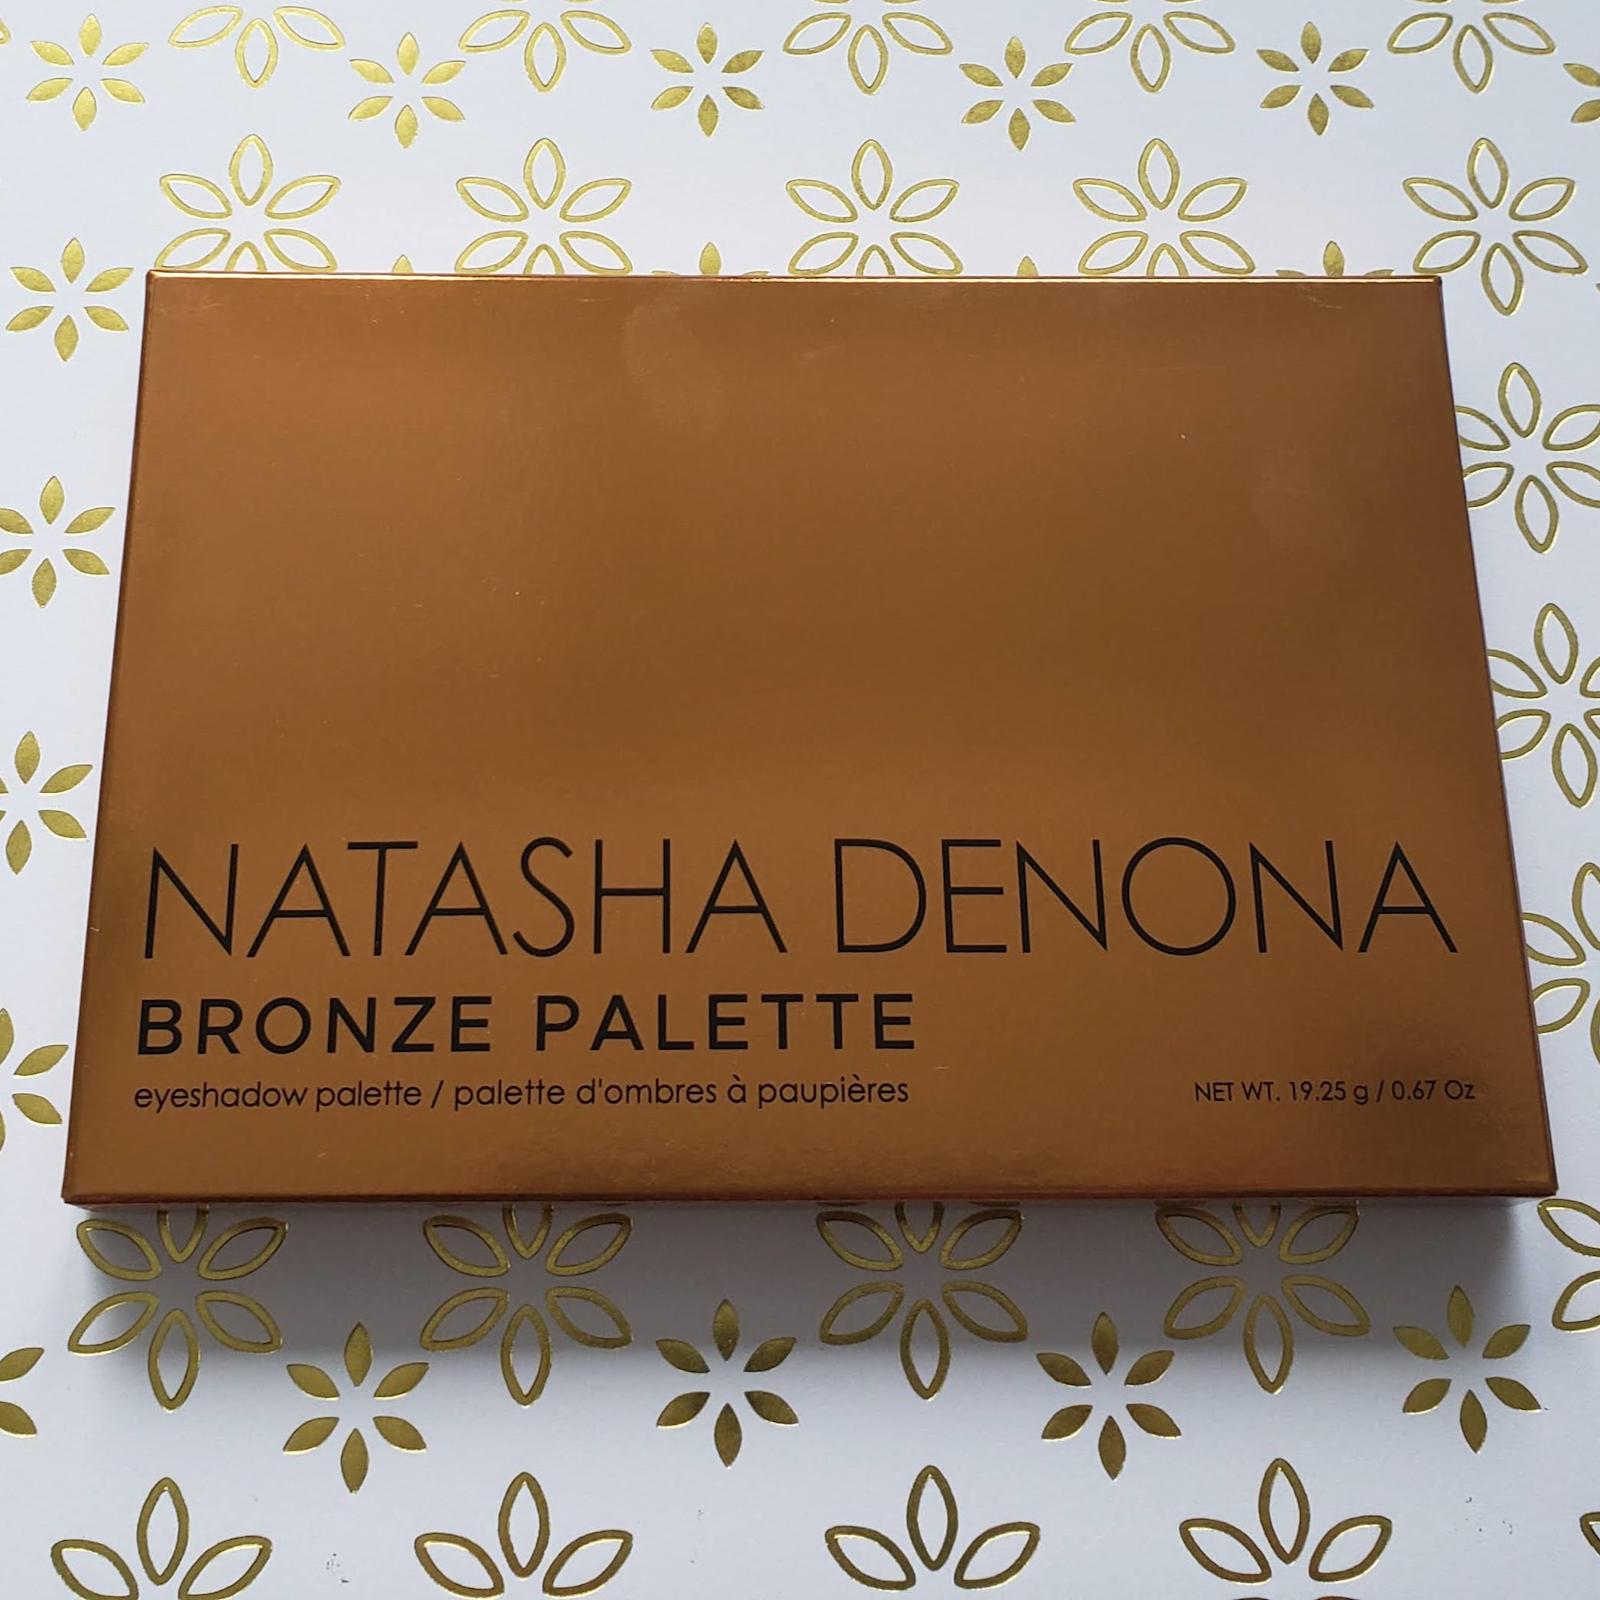 NATASHA DENONA
BRONZE PALETTE
eyeshadow palette / palette d'ombres à paupières
NET WT. 19.25 g / 0.67 Oz